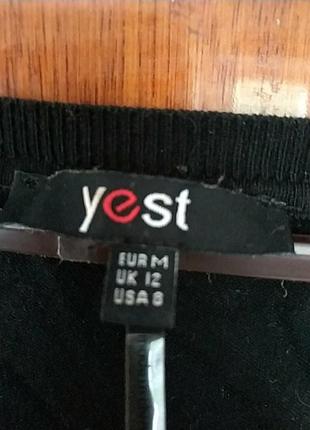 yest
EUR M
UK 12
USA 8